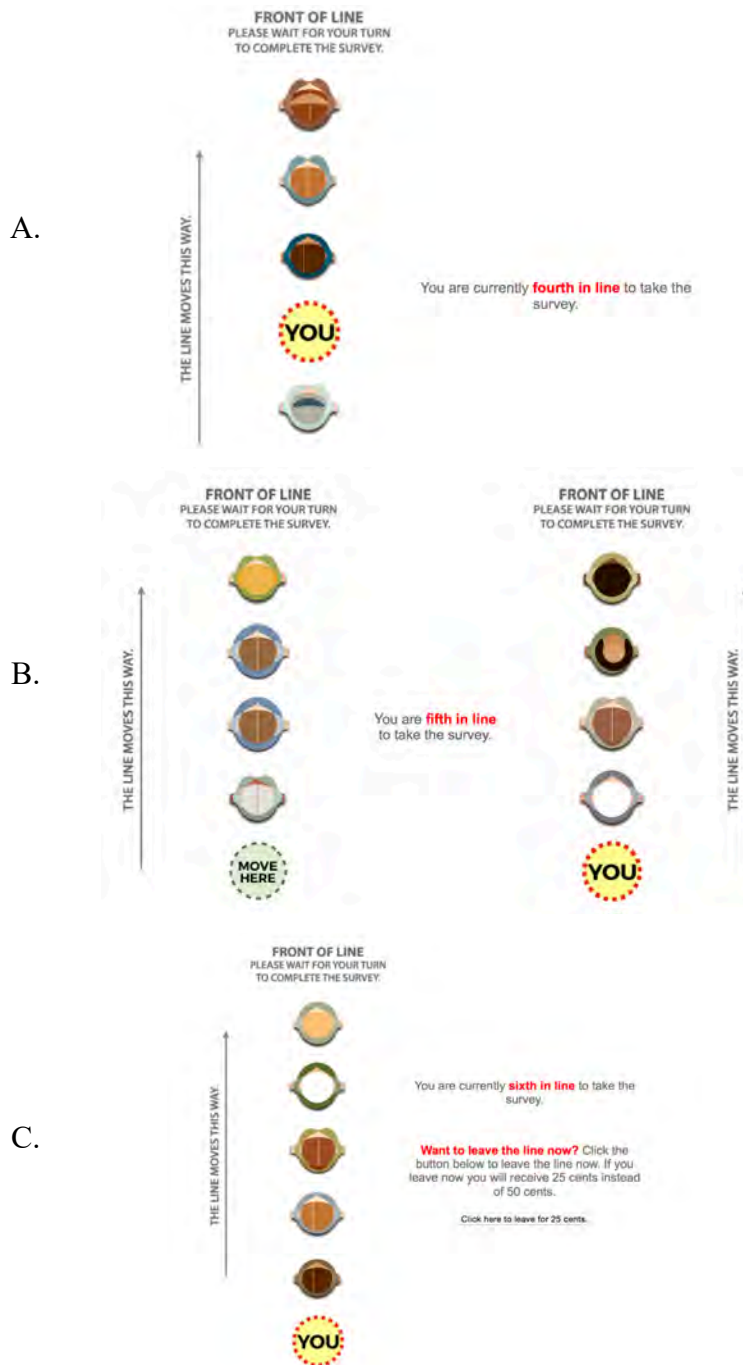 FRONT OF LINE
PLEASE WAIT FOR YOUR TURN
TO COMPLETE THE SURVEY.
THE LINE MOVES THIS WAY.
A.
You are currently fourth in line to take the
survey.
YOU
FRONT OF LINE
PLEASE WAIT FOR YOUR TURN
TO COMPLETE THE SURVEY.
THE LINE MOVES THIS WAY.
B.
You are fifth in line
to take the survey.
MOVE
HERE
FRONT OF LINE
PLEASE WAIT FOR YOUR TURN
TO COMPLETE THE SURVEY.
YOU
THE LINE MOVES THIS WAY.
FRONT OF LINE
PLEASE WAIT FOR YOUR TURN
TO COMPLETE THE SURVEY.
THE LINE MOVES THIS WAY.
C.
You are currently sixth in line to take the
survey.
Want to leave the line now? Click the
button below to leave the line now. If you
leave now you will receive 25 cents instead
of 50 cents.
Click here to leave for 25 cents.
YOU